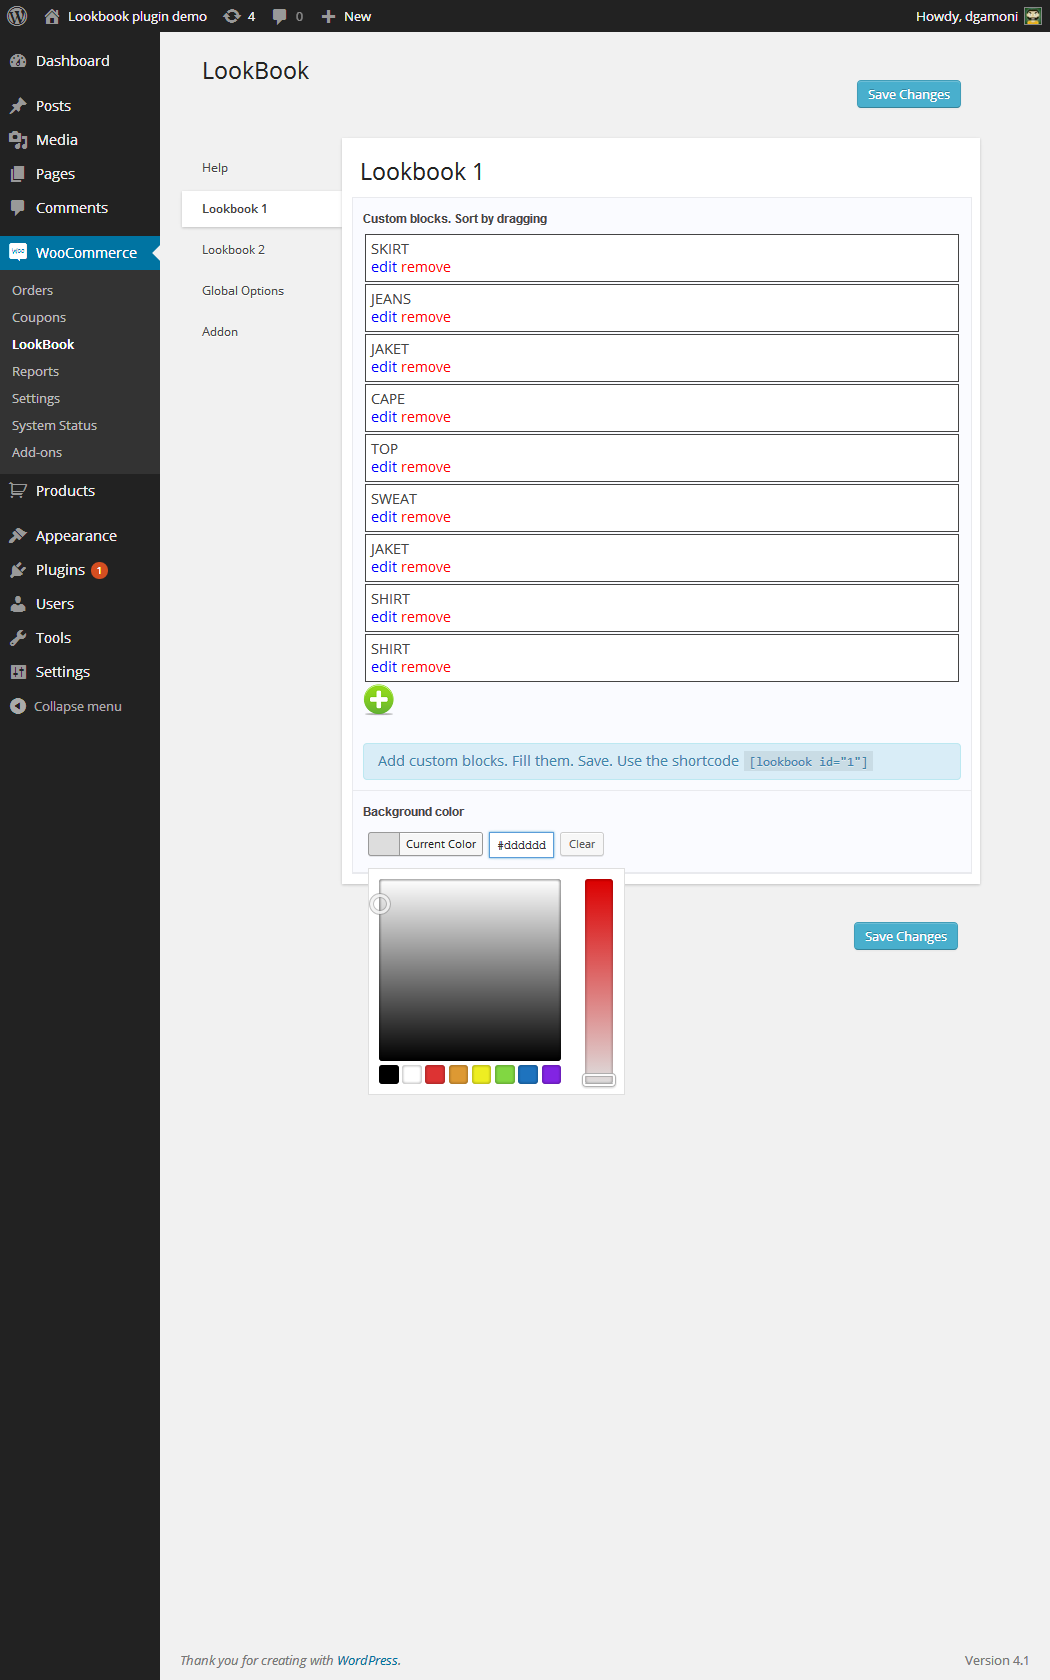 Lookbook plugin demo 4 0 New Howdy, dgamoni
Dashboard
Posts
Media
Pages
Comments
WooCommerce
Orders
Coupons
LookBook
Reports
Settings
System Status
Add-ons
Products
Appearance
Plugins 1
Users
Tools
Settings
Collapse menu
LookBook
Save Changes
Help
Lookbook 1
Lookbook 2
Global Options
Addon
Lookbook 1
Custom blocks. Sort by dragging
SKIRT
edit remove
JEANS
edit remove
JAKET
edit remove
CAPE
edit remove
TOP
edit remove
SWEAT
edit remove
JAKET
edit remove
SHIRT
edit remove
SHIRT
edit remove
Add custom blocks. Fill them. Save. Use the shortcode [lookbook id="1"]
Background color
Current Color #dddddd Clear
Save Changes
Thank you for creating with WordPress. Version 4.1